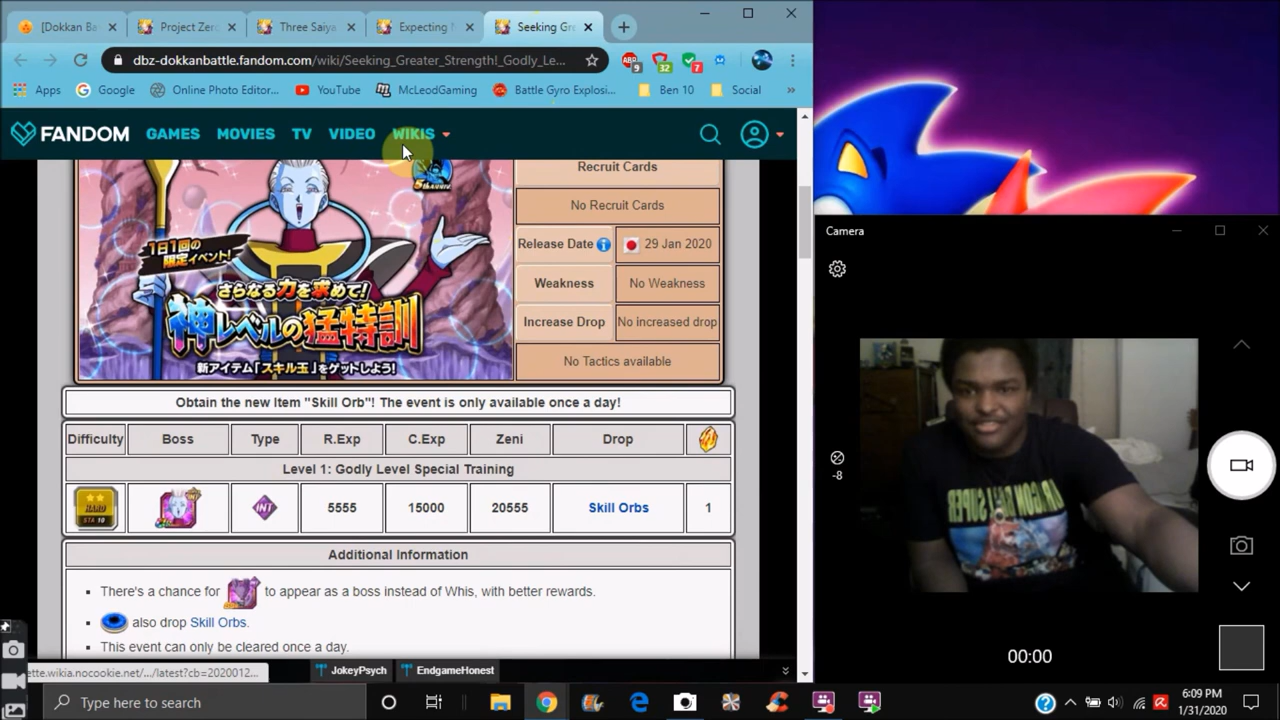 [Dokkan Ba
Project Zero
Three Saiya
Expecting
Seeking Gr
dbz-dokkanbattle.fandom.com/wiki/Seeking_Greater_Strength!_Godly_Le...
9
32
7
Apps
Google
Online Photo Editor...
YouTube
McLeodGaming
Battle Gyro Explosi...
Ben 10
Social
»
FANDOM
GAMES
MOVIES
TV
VIDEO
WIKIS
5th
1日1回の
限定イベント!
さらなる力を求めて!
神レベルの猛特訓
新アイテム「スキル玉」をゲットしよう!
Recruit Cards
No Recruit Cards
Release Date
29 Jan 2020
Weakness
No Weakness
Increase Drop
No increased drop
No Tactics available
Obtain the new Item "Skill Orb"! The event is only available once a day!
Difficulty Boss Type R.Exp C.Exp Zeni Drop
Level 1: Godly Level Special Training
HARD
STA 10
INT
5555
15000
20555
Skill Orbs
1
Additional Information
There's a chance for to appear as a boss instead of Whis, with better rewards.
also drop Skill Orbs.
This event can only be cleared once a day.
ette.wikia.nocookie.net/.../latest?cb=2020012...
JokeyPsych
EndgameHonest
Camera
-8
DRAGON BALL SUPER
00:00
Type here to search
6:09 PM
1/31/2020